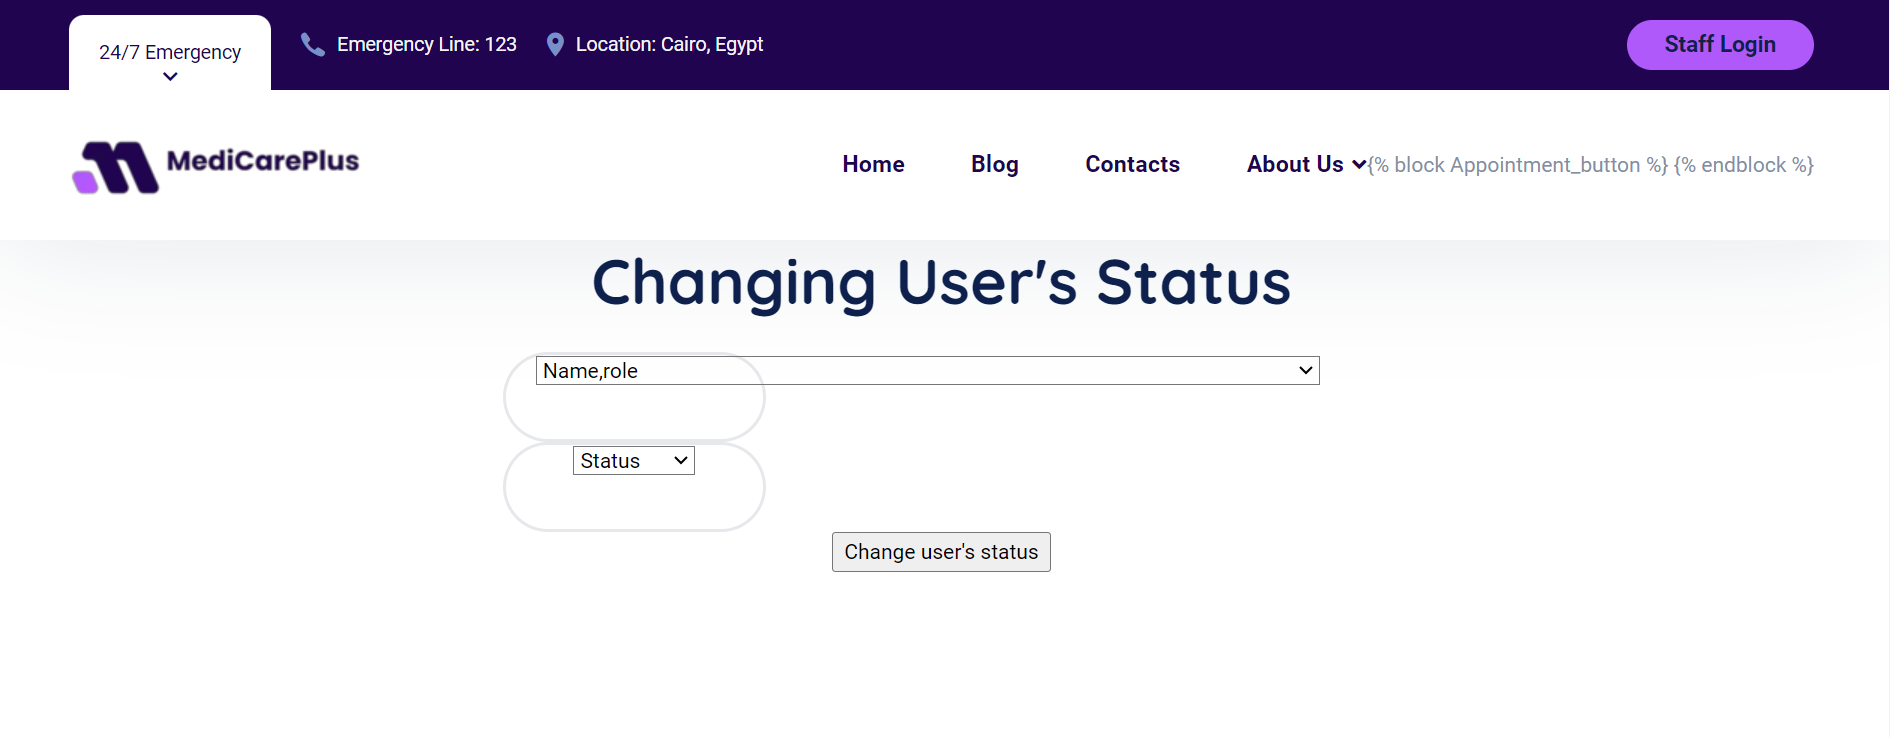 24/7 Emergency
Emergency Line: 123
Location: Cairo, Egypt
Staff Login
MediCarePlus
Home
Blog
Contacts
About Us
{% block Appointment_button %} {% endblock %}
Changing User's Status
Name,role
Status
Change user's status